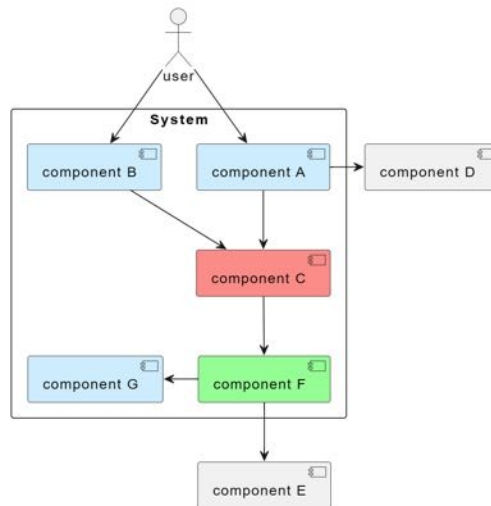 user
System
component B
component A
component D
component C
component G
component F
component E